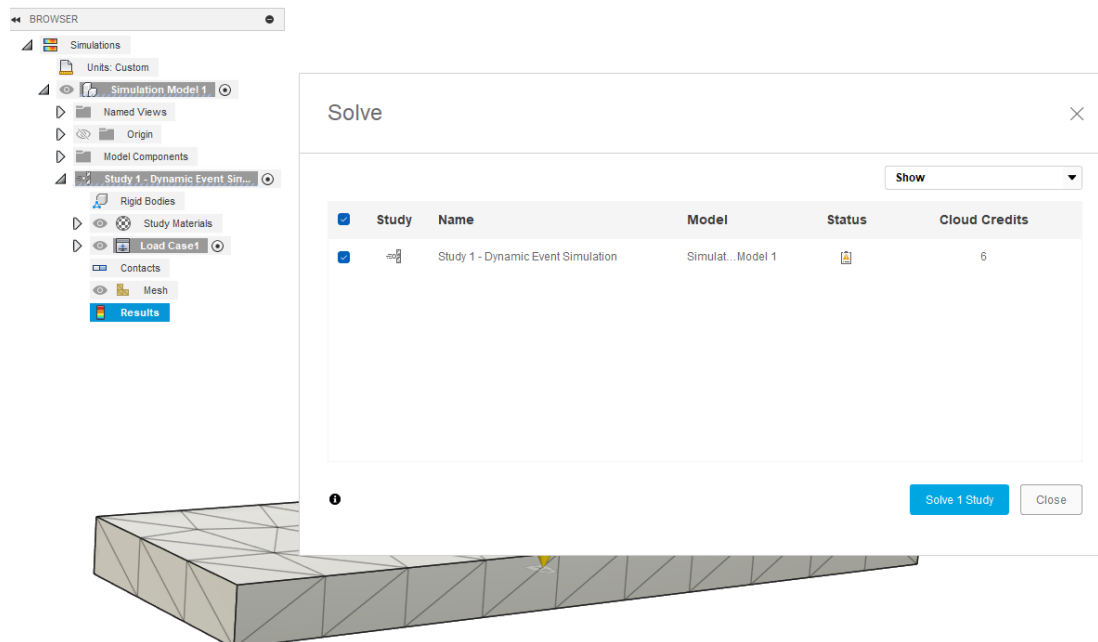 BROWSER
Simulations
Units: Custom
Simulation Model 1
Named Views
Origin
Model Components
Study 1 - Dynamic Event Sin...
Rigid Bodies
Study Materials
Load Case1
Contacts
Mesh
Results
Solve
Show
Study Name Model Status Cloud Credits
Study 1 - Dynamic Event Simulation Simulat...Model 1 6
Solve 1 Study Close